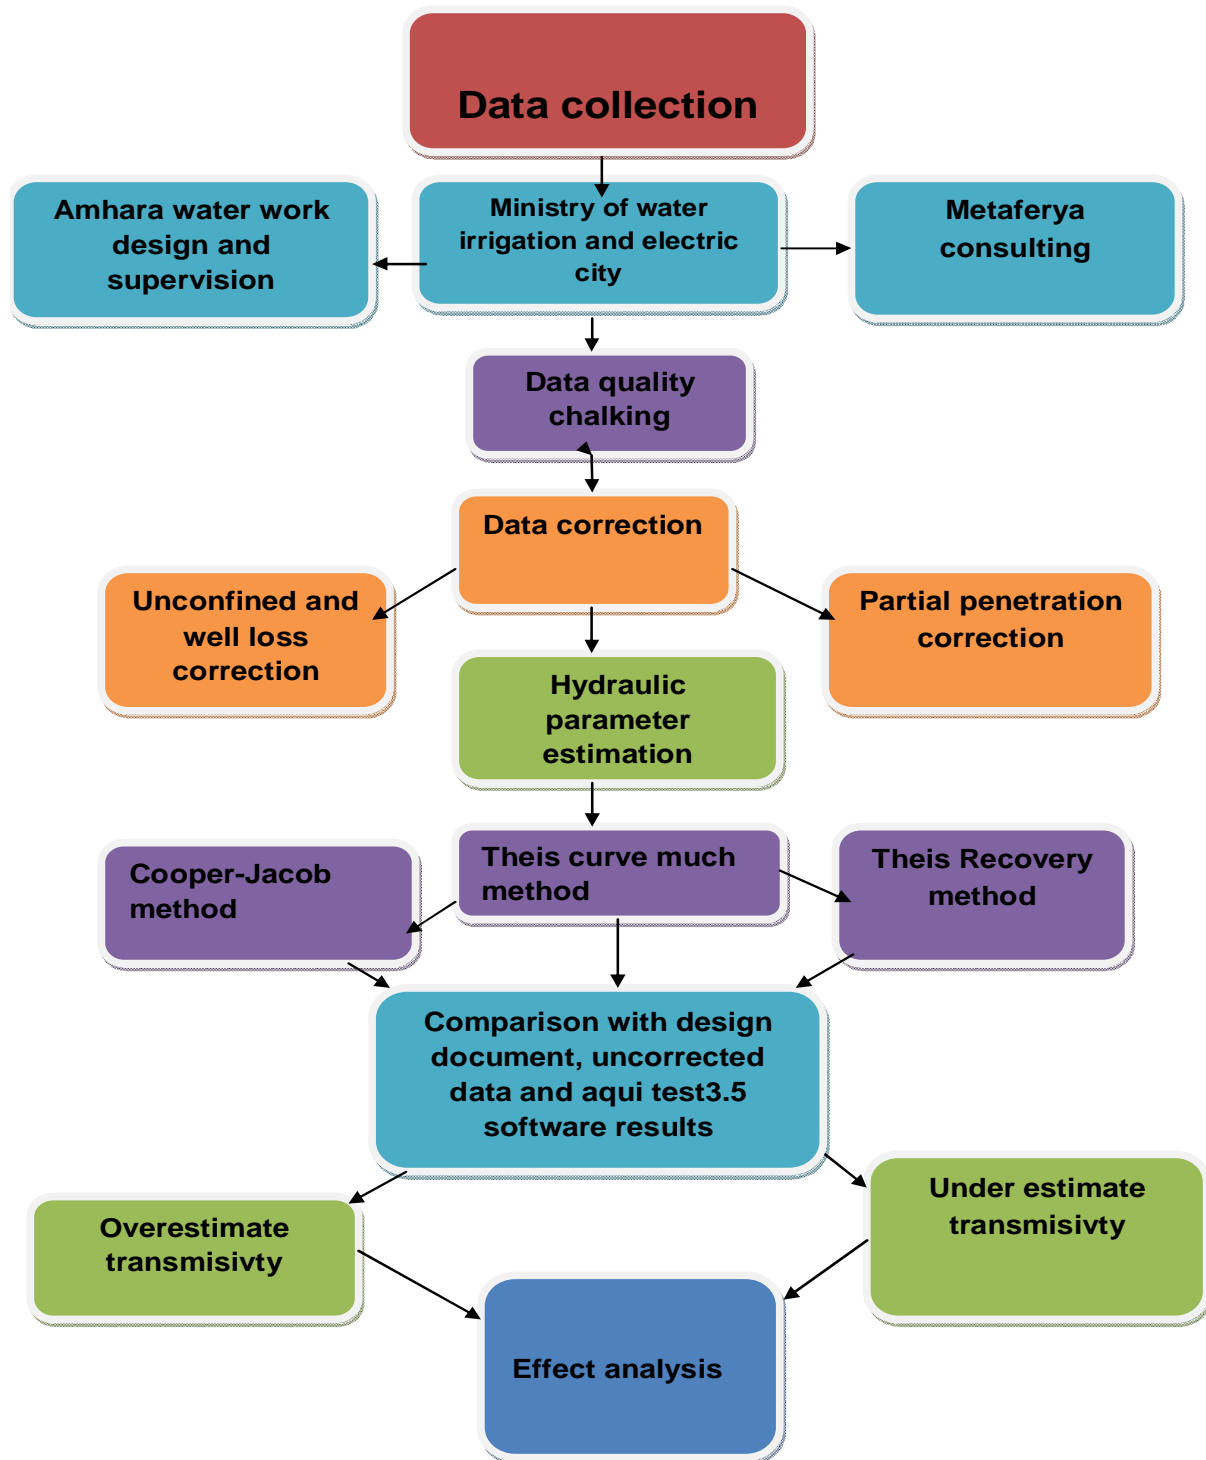 Data collection
Amhara water work
design and
supervision
Ministry of water
irrigation and electric
city
Metaferya
consulting
Data quality
chalking
Data correction
Unconfined and
well loss
correction
Partial penetration
correction
Hydraulic
parameter
estimation
Cooper-Jacob
method
Theis curve much
method
Theis Recovery
method
Comparison with design
document, uncorrected
data and aqui test3.5
software results
Overestimate
transmisivty
Under estimate
transmisivty
Effect analysis